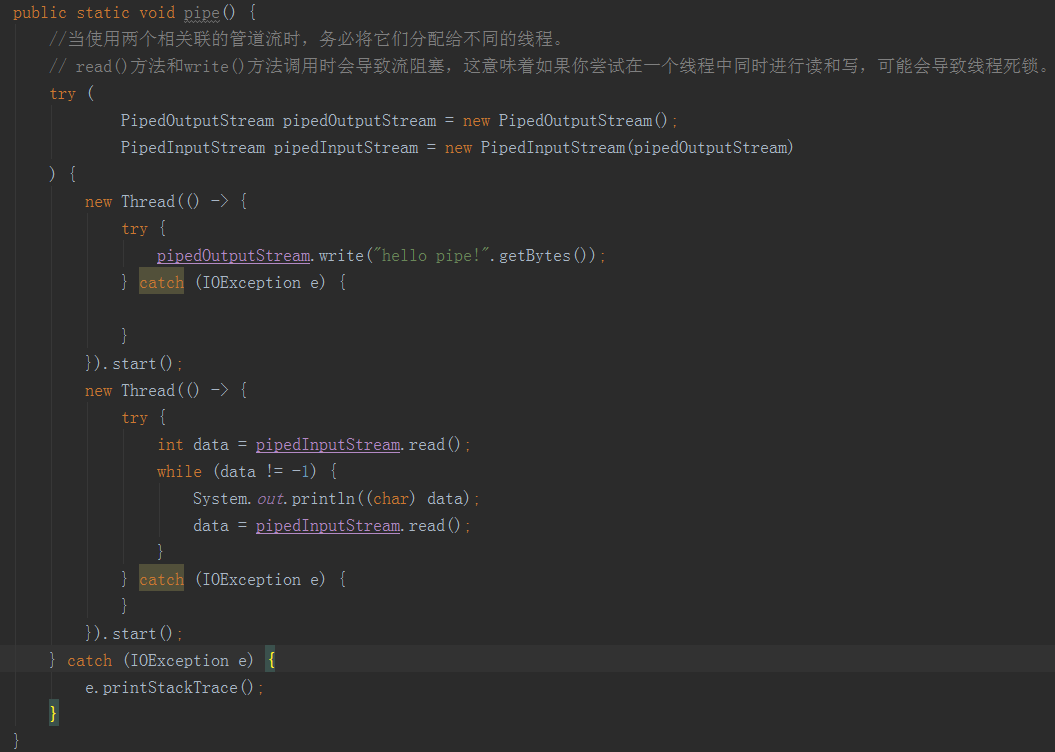 public static void pipe() {
//当使用两个相关联的管道流时，务必将它们分配给不同的线程。
// read()方法和write()方法调用时会导致流阻塞，这意味着如果你尝试在一个线程中同时进行读和写，可能会导致线程死锁。
try (
PipedOutputStream pipedOutputStream = new PipedOutputStream();
PipedInputStream pipedInputStream = new PipedInputStream(pipedOutputStream)
) {
new Thread(() -> {
try {
pipedOutputStream.write("hello pipe!".getBytes());
} catch (IOException e) {
}
}).start();
new Thread(() -> {
try {
int data = pipedInputStream.read();
while (data != -1) {
System.out.println((char) data);
data = pipedInputStream.read();
}
} catch (IOException e) {
}
}).start();
} catch (IOException e) {
e.printStackTrace();
}
}